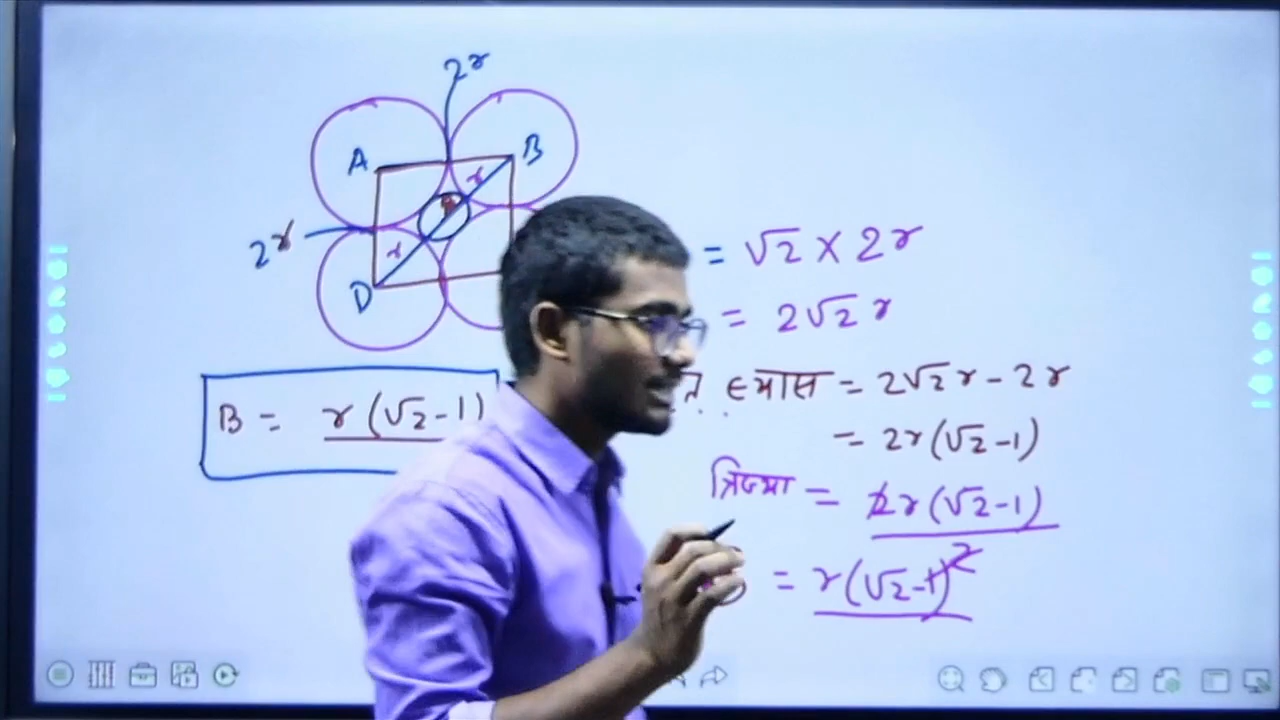 2r
A
B
r
2r
r
D
= √2 × 2r
= 2√2 r
व्यास = 2√2 r - 2r
= 2r(√2-1)
B = r(√2-1)
त्रिज्या = 2r(√2-1)
2
= r(√2-1)